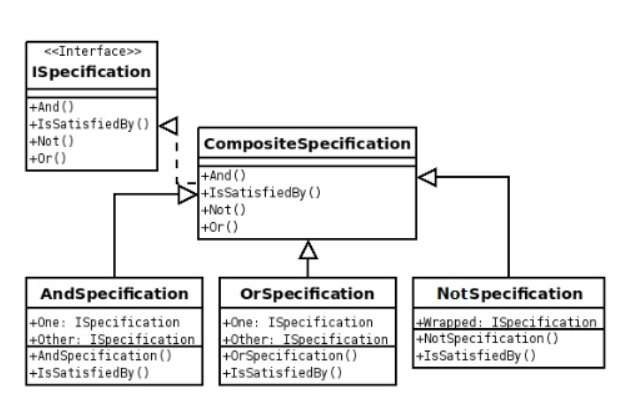 <<Interface>>
ISpecification
+And()
+IsSatisfiedBy()
+Not()
+Or()
CompositeSpecification
+And()
+IsSatisfiedBy()
+Not()
+Or()
AndSpecification
+One: ISpecification
+Other: ISpecification
+AndSpecification()
+IsSatisfiedBy()
OrSpecification
+One: ISpecification
+Other: ISpecification
+OrSpecification()
+IsSatisfiedBy()
NotSpecification
+Wrapped: ISpecification
+NotSpecification()
+IsSatisfiedBy()